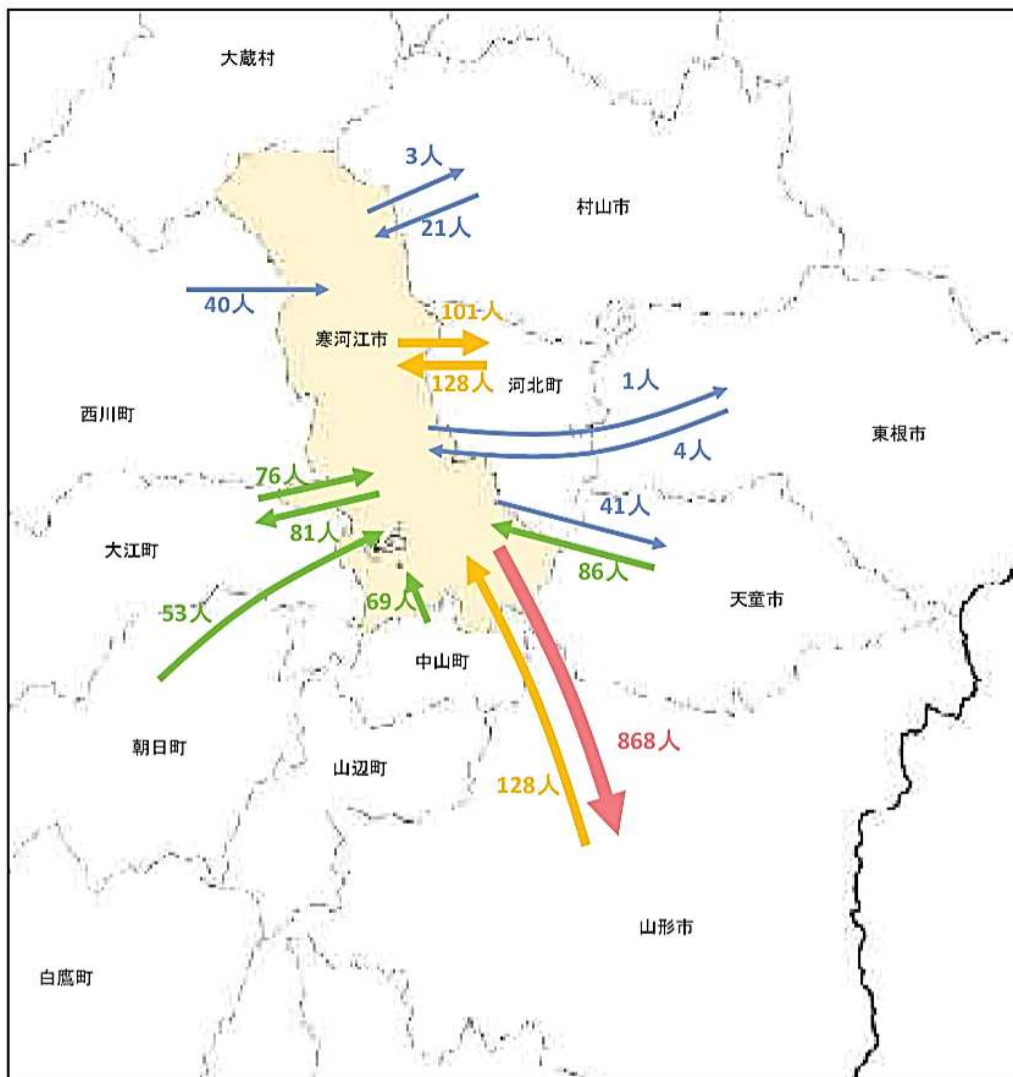 大蔵村
3人
村山市
21人
40人
101人
寒河江市
128人
河北町
1人
西川町
東根市
4人
76人
41人
81人
大江町
86人
天童市
53人
69人
中山町
868人
朝日町
山辺町
128人
山形市
白鷹町